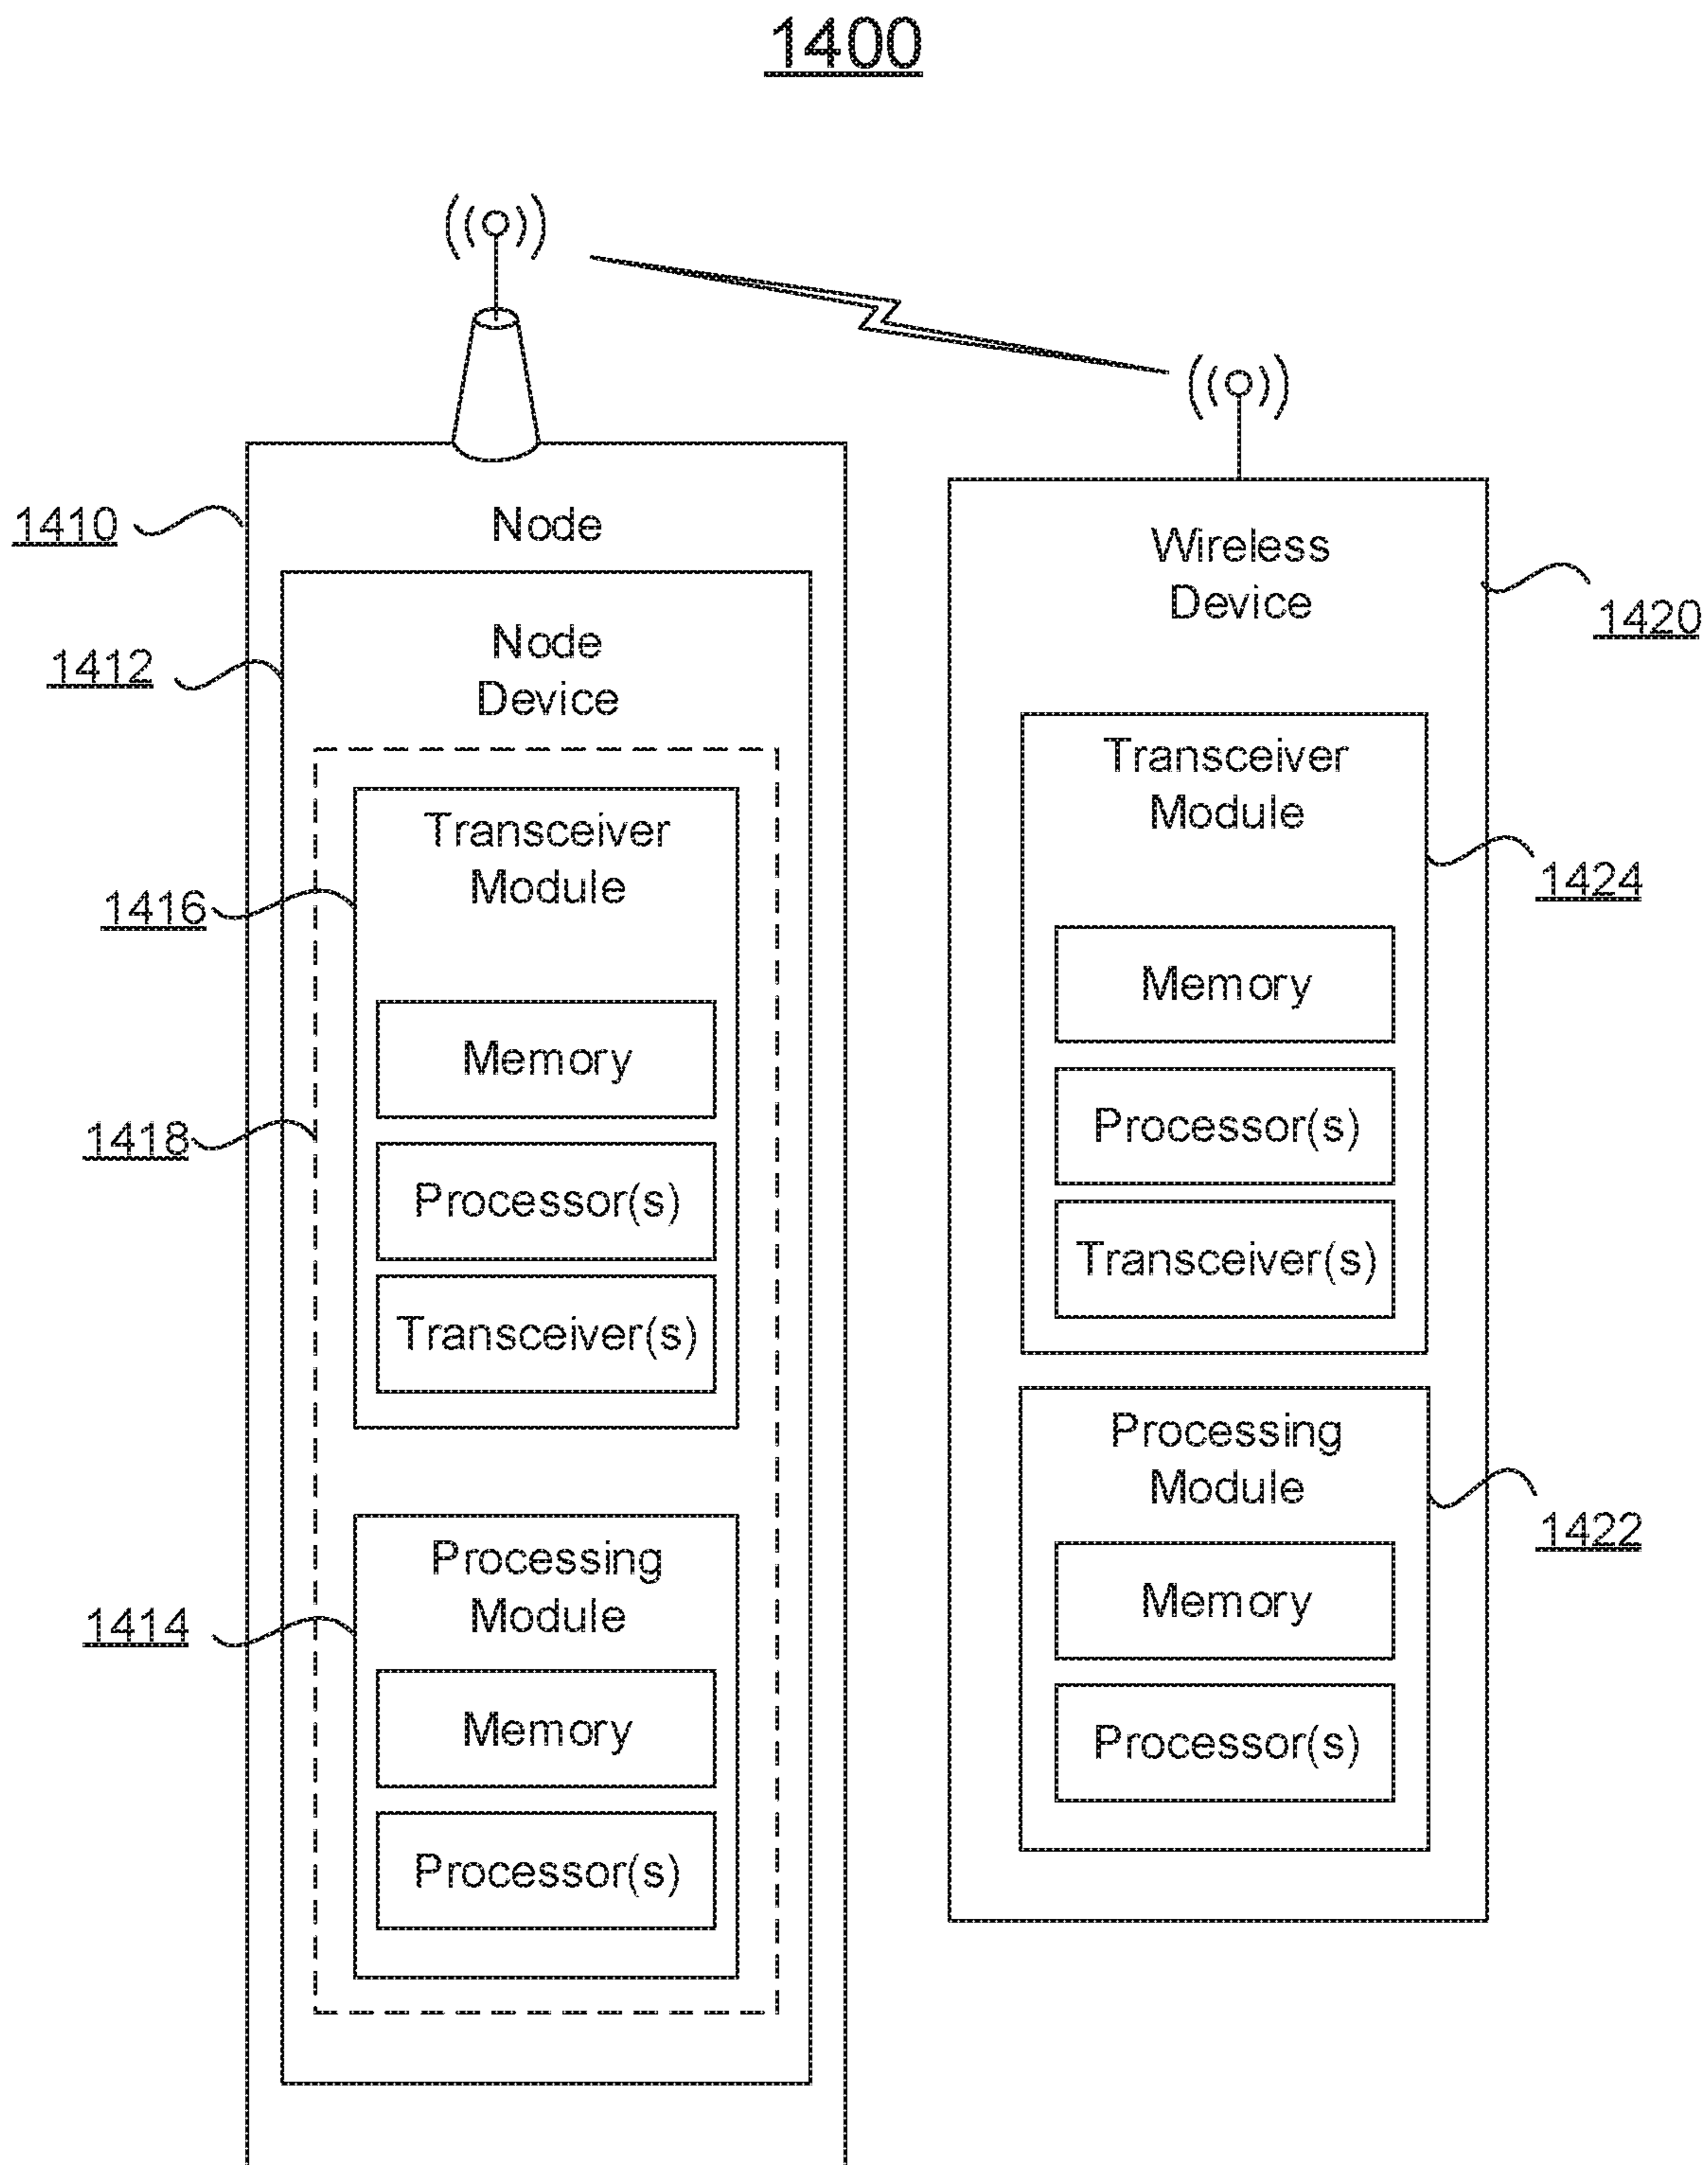 1400
1410
Node
1412
Node
Device
1416
Transceiver
Module
Memory
1418
Processor(s)
Transceiver(s)
1414
Processing
Module
Memory
Processor(s)
Wireless
Device
1420
Transceiver
Module
1424
Memory
Processor(s)
Transceiver(s)
Processing
Module
1422
Memory
Processor(s)